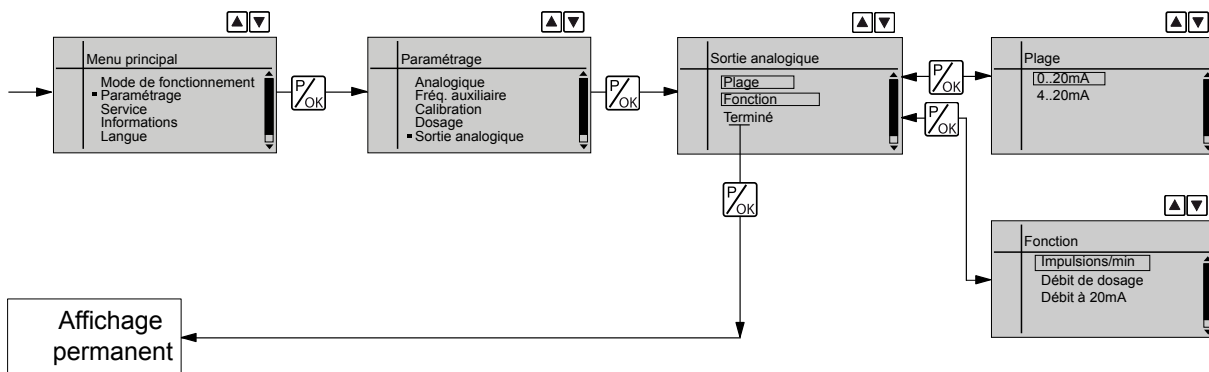 Menu principal
Mode de fonctionnement
Paramétrage
Service
Informations
Langue
P/OK
Paramétrage
Analogique
Fréq. auxiliaire
Calibration
Dosage
Sortie analogique
P/OK
Sortie analogique
Plage
Fonction
Terminé
P/OK
P/OK
Plage
0..20mA
4..20mA
P/OK
Fonction
Impulsions/min
Débit de dosage
Débit à 20mA
Affichage
permanent